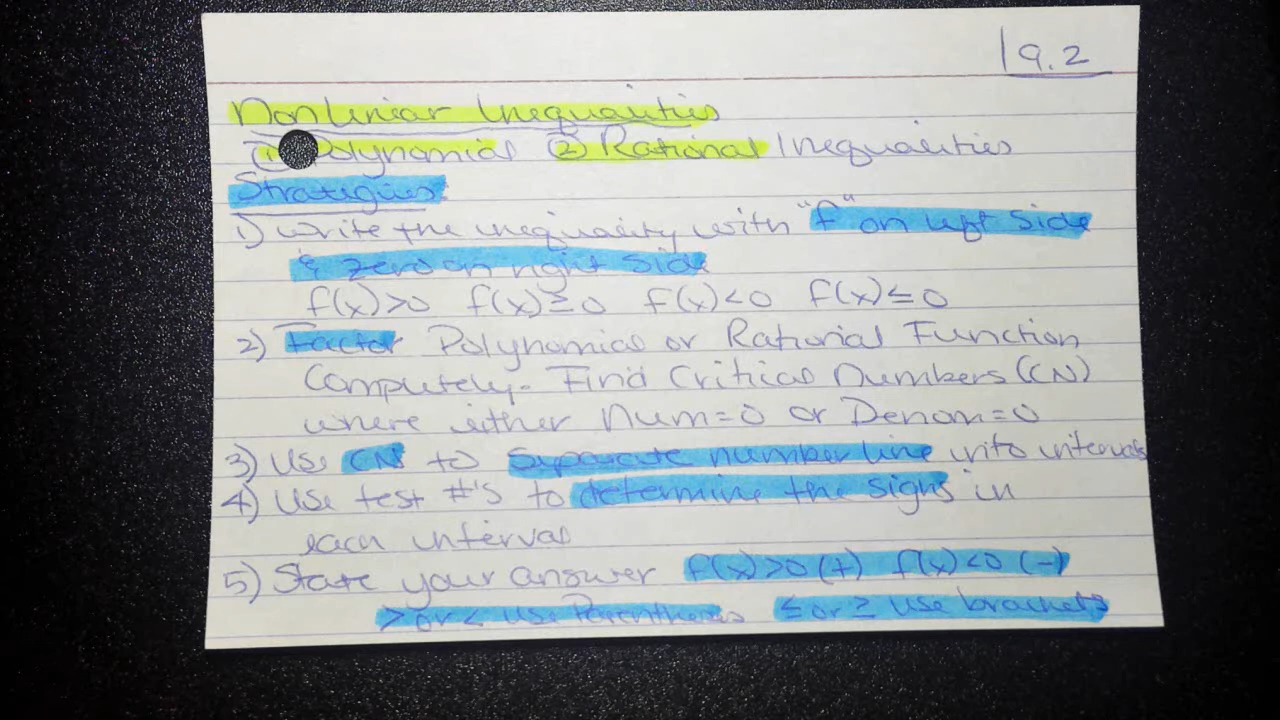 19.2
Nonlinear Inequalities
① Polynomial ② Rational Inequalities
Strategies
1) Write the inequality with "f" on left side
& zero on right side
f(x)>0 f(x)≥0 f(x)<0 f(x)≤0
2) Factor Polynomial or Rational Function
Completely. Find Critical Numbers (CN)
where either Num=0 or Denom=0
3) Use CN to Separate number line into intervals
4) Use test #'s to determine the signs in
each interval
5) State your answer f(x)>0 (+) f(x)<0 (-)
> or < use Parenthesis ≤ or ≥ use brackets